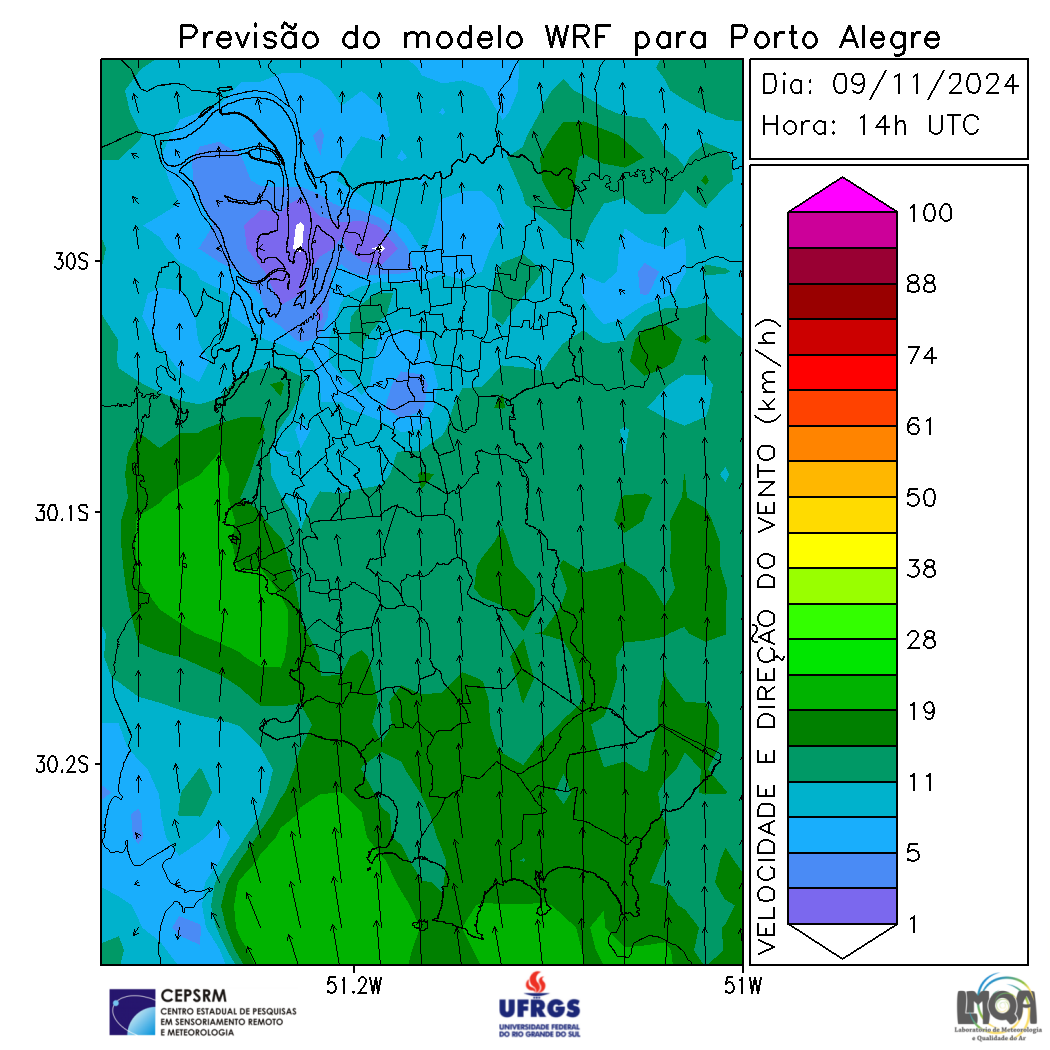 Previsão do modelo WRF para Porto Alegre
Dia: 09/11/2024
Hora: 14h UTC
30S
30.1S
30.2S
51.2W
51W
VELOCIDADE E DIREÇÃO DO VENTO (km/h)
100
88
74
61
50
38
28
19
11
5
1
CEPSRM
CENTRO ESTADUAL DE PESQUISAS
EM SENSORIAMENTO REMOTO
E METEOROLOGIA
UFRGS
UNIVERSIDADE FEDERAL
DO RIO GRANDE DO SUL
LMQA
Laboratório de Meteorologia
e Qualidade do Ar